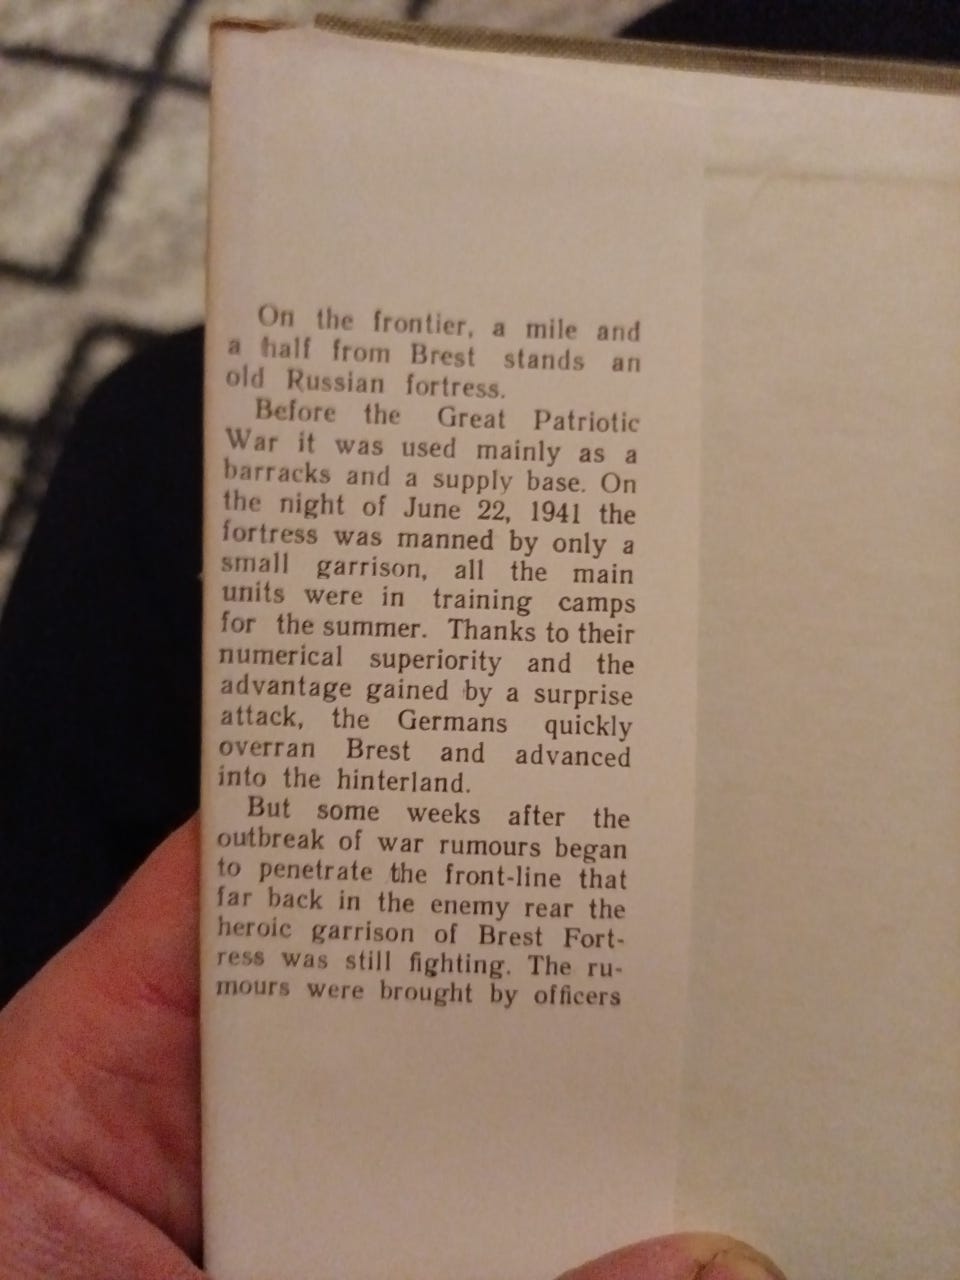 On the frontier, a mile and
a half from Brest stands an
old Russian fortress.
Before the Great Patriotic
War it was used mainly as a
barracks and a supply base. On
the night of June 22, 1941 the
fortress was manned by only a
small garrison, all the main
units were in training camps
for the summer. Thanks to their
numerical superiority and the
advantage gained by a surprise
attack, the Germans quickly
overran Brest and advanced
into the hinterland.
But some weeks after the
outbreak of war rumours began
to penetrate the front-line that
far back in the enemy rear the
heroic garrison of Brest Fort-
ress was still fighting. The ru-
mours were brought by officers